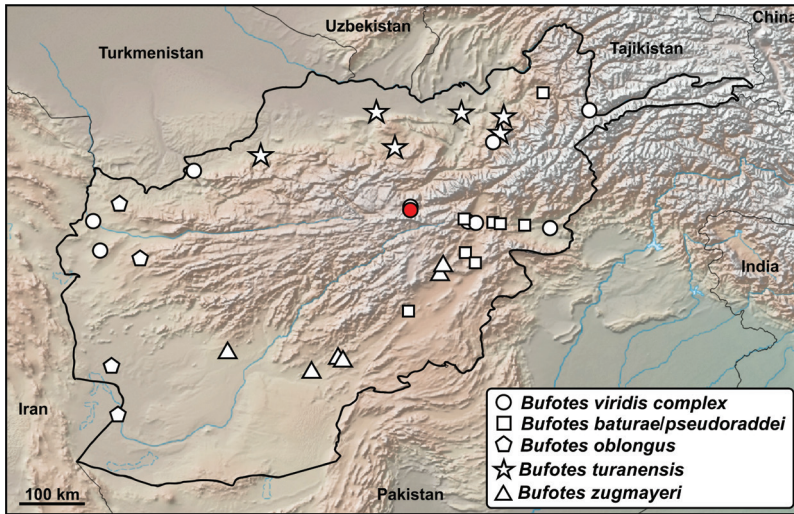 Uzbekistan
China
Turkmenistan
Tajikistan
India
Iran
Pakistan
100 km
Bufotes viridis complex
Bufotes baturae/pseudoraddei
Bufotes oblongus
Bufotes turanensis
Bufotes zugmayeri